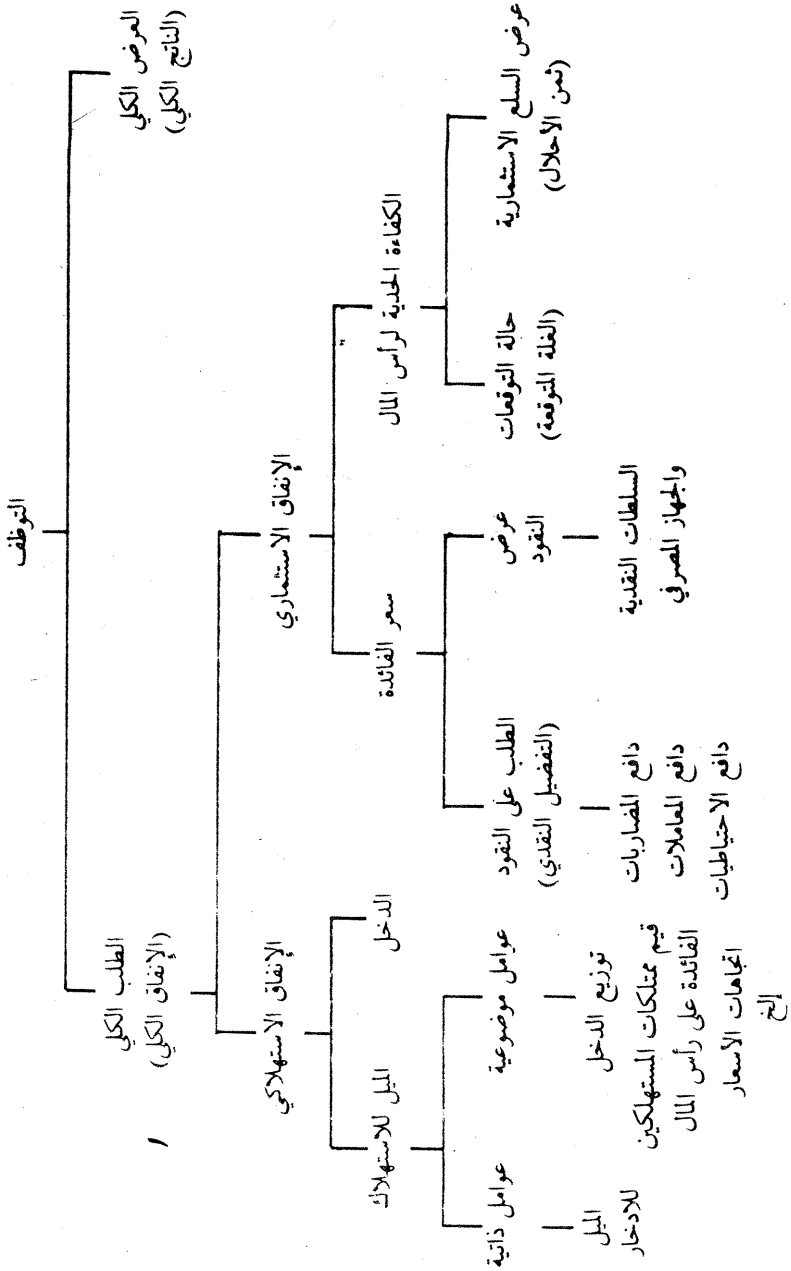 التوظف
العرض الكلي
(الناتج الكلي)
الطلب الكلي
(الإنفاق الكلي)
الإنفاق الاستثماري
الإنفاق الاستهلاكي
الكفاءة الحدية لرأس المال
سعر الفائدة
الدخل
الميل للاستهلاك
عرض السلع الاستثمارية
(ثمن الأحلال)
حالة التوقعات
(الغلة المتوقعة)
عرض
النقود
الطلب على النقود
(التفضيل النقدي)
عوامل موضوعية
عوامل ذاتية
السلطات النقدية
والجهاز المصرفي
دافع المضاربات
دافع المعاملات
دافع الاحتياطيات
توزيع الدخل
قيم ممتلكات المستهلكين
الفائدة على رأس المال
اتجاهات الأسعار
إلخ
الميل
للادخار